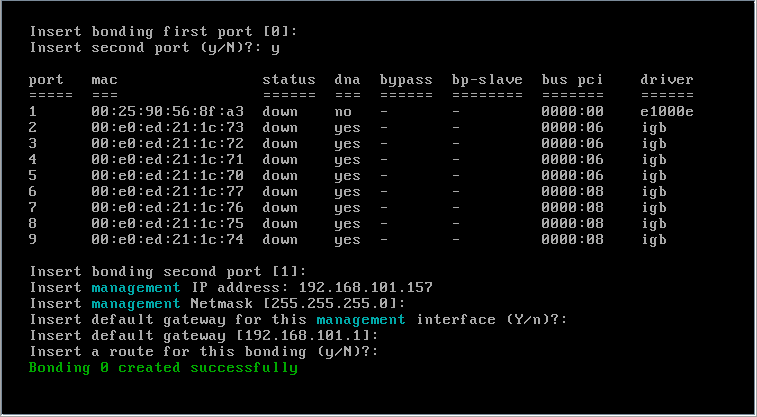 Insert bonding first port [0]:
Insert second port (y/N)?: y
port mac status dna bypass bp-slave bus pci driver
===== === ====== === ====== ======== ======= ======
1 00:25:90:56:8f:a3 down no - - 0000:00 e1000e
2 00:e0:ed:21:1c:73 down yes - - 0000:06 igb
3 00:e0:ed:21:1c:72 down yes - - 0000:06 igb
4 00:e0:ed:21:1c:71 down yes - - 0000:06 igb
5 00:e0:ed:21:1c:70 down yes - - 0000:06 igb
6 00:e0:ed:21:1c:77 down yes - - 0000:08 igb
7 00:e0:ed:21:1c:76 down yes - - 0000:08 igb
8 00:e0:ed:21:1c:75 down yes - - 0000:08 igb
9 00:e0:ed:21:1c:74 down yes - - 0000:08 igb
Insert bonding second port [1]:
Insert management IP address: 192.168.101.157
Insert management Netmask [255.255.255.0]:
Insert default gateway for this management interface (Y/n)?:
Insert default gateway [192.168.101.1]:
Insert a route for this bonding (y/N)?:
Bonding 0 created successfully